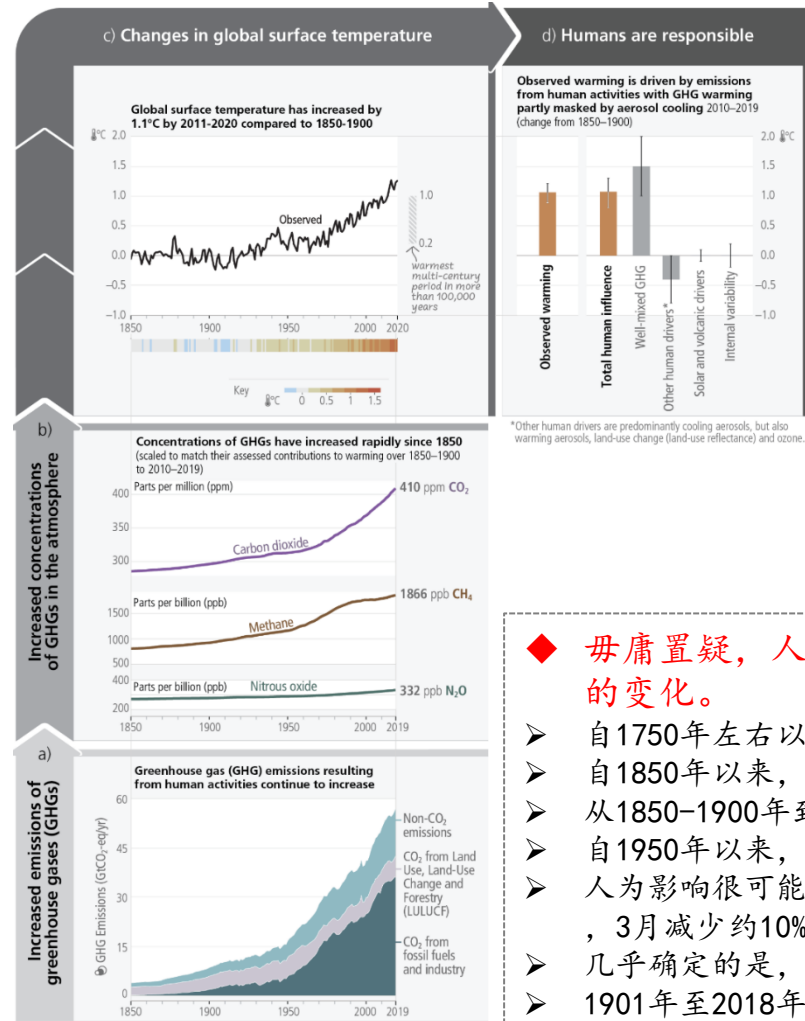 c) Changes in global surface temperature
Global surface temperature has increased by
1.1°C by 2011-2020 compared to 1850-1900
°C 2.0
1.5
1.0
0.5
0.0
−0.5
−1.0
Observed
1.0
0.2
warmest
multi-century
period in more
than 100,000
years
1850
1900
1950
2000
2020
Key
°C
0
0.5
1
1.5
d) Humans are responsible
Observed warming is driven by emissions
from human activities with GHG warming
partly masked by aerosol cooling 2010–2019
(change from 1850–1900)
2.0 °C
1.5
1.0
0.5
0.0
−0.5
−1.0
Observed warming
Total human influence
Well-mixed GHG
Other human drivers*
Solar and volcanic drivers
Internal variability
*Other human drivers are predominantly cooling aerosols, but also
warming aerosols, land-use change (land-use reflectance) and ozone.
b)
Increased concentrations
of GHGs in the atmosphere
Concentrations of GHGs have increased rapidly since 1850
(scaled to match their assessed contributions to warming over 1850–1900
to 2010–2019)
Parts per million (ppm)
400
350
300
Carbon dioxide
410 ppm CO₂
Parts per billion (ppb)
1500
1000
500
Methane
1866 ppb CH₄
Parts per billion (ppb)
400
200
Nitrous oxide
332 ppb N₂O
1850
1900
1950
2000
2019
a)
Increased emissions of
greenhouse gases (GHGs)
Greenhouse gas (GHG) emissions resulting
from human activities continue to increase
GHG Emissions (GtCO₂-eq/yr)
60
45
30
15
0
Non-CO₂
emissions
CO₂ from Land
Use, Land-Use
Change and
Forestry
(LULUCF)
CO₂ from
fossil fuels
and industry
1850
1900
1950
2000
2019
◆ 毋庸置疑，人
的变化。
➤ 自1750年左右以
➤ 自1850年以来，
➤ 从1850-1900年到
➤ 自1950年以来，
➤ 人为影响很可能
，3月减少约10%
➤ 几乎确定的是，
➤ 1901年至2018年